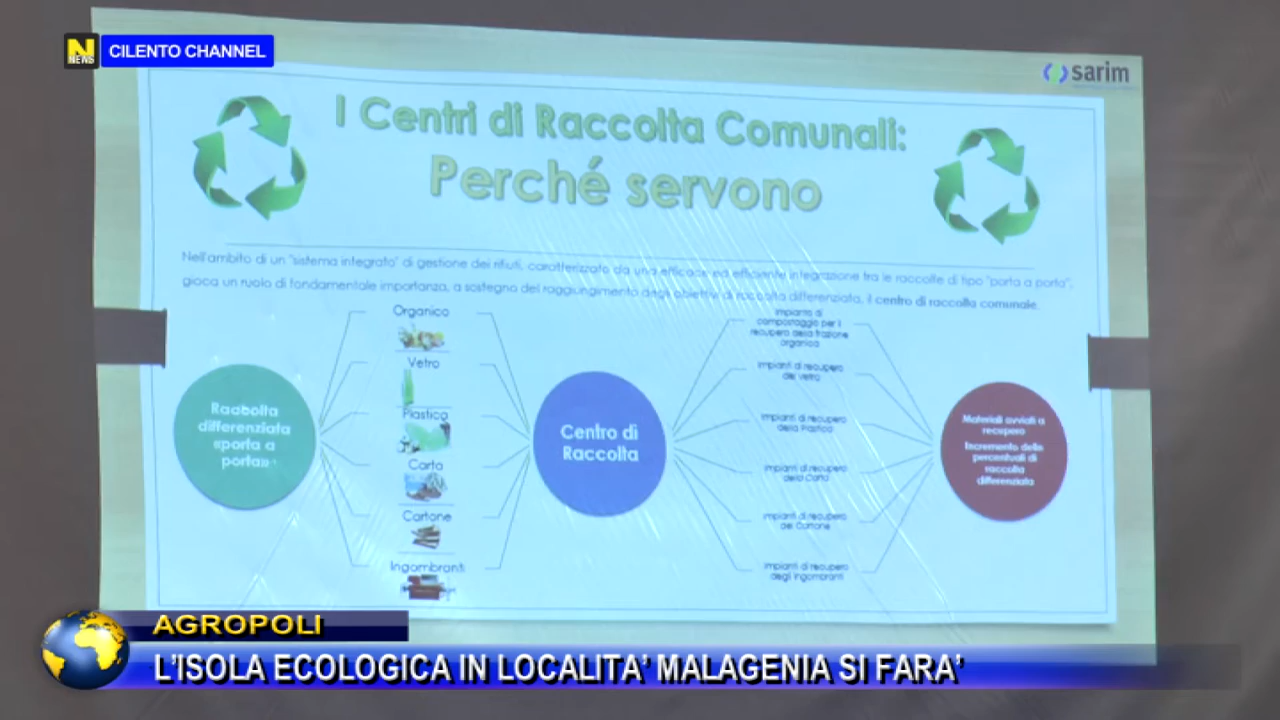 N NEWS
CILENTO CHANNEL
sarim
I Centri di Raccolta Comunali:
Perché servono
Nell'ambito di un "sistema integrato" di gestione dei rifiuti, caratterizzato da una efficace ed efficiente integrazione fra le raccolte di tipo "porta a porta",
gioca un ruolo di fondamentale importanza, a sostegno del raggiungimento degli obiettivi di raccolta differenziata, il centro di raccolta comunale.
Raccolta
differenziata
«porta a
porta»
Organico
Vetro
Plastica
Carta
Cartone
Ingombranti
Centro di
Raccolta
Impianto di
compostaggio per il
recupero della frazione
organica
Impianti di recupero
del vetro
Impianti di recupero
della Plastica
Impianti di recupero
della Carta
Impianti di recupero
del Cartone
Impianti di recupero
degli Ingombranti
Materiali avviati a
recupero
Incremento delle
percentuali di
raccolta
differenziata
AGROPOLI
L'ISOLA ECOLOGICA IN LOCALITA' MALAGENIA SI FARA'